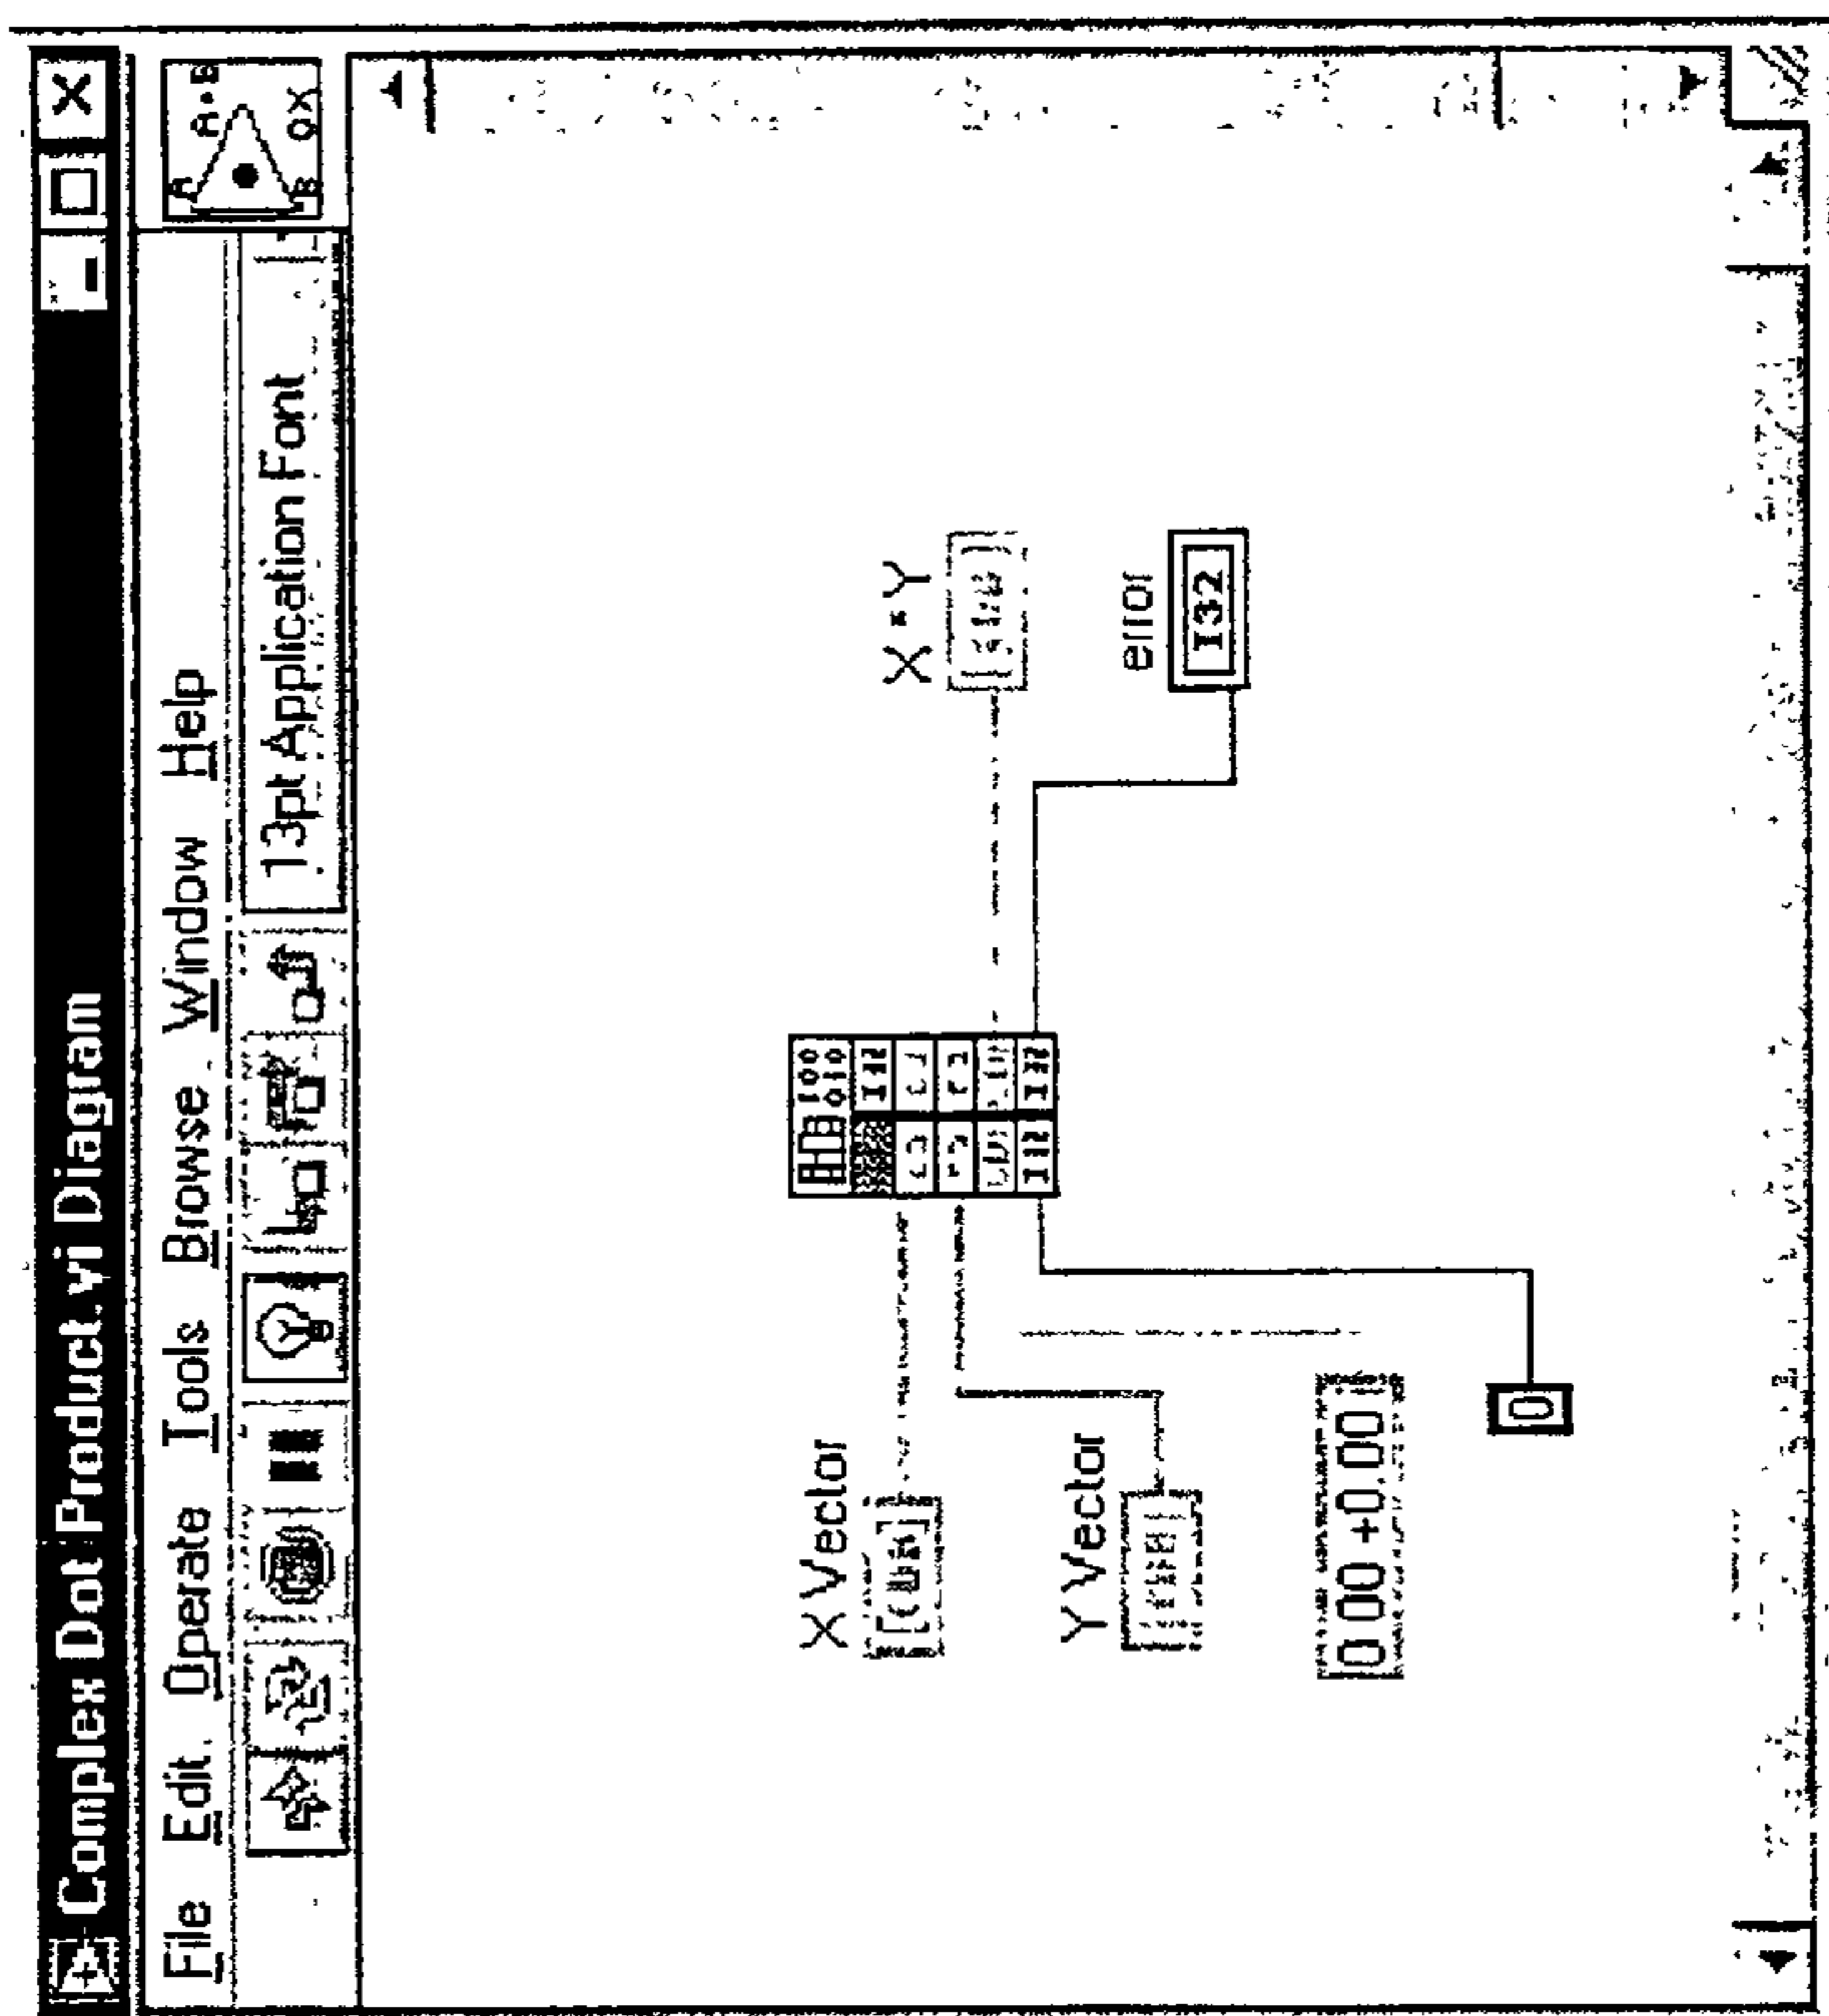 Complex Dot Product.vi Diagram
File Edit Operate Tools Browse Window Help
13pt Application Font
A A•B
B QX
X Vector
Y Vector
0.00 +0.00 i
0
X • Y
error
I32